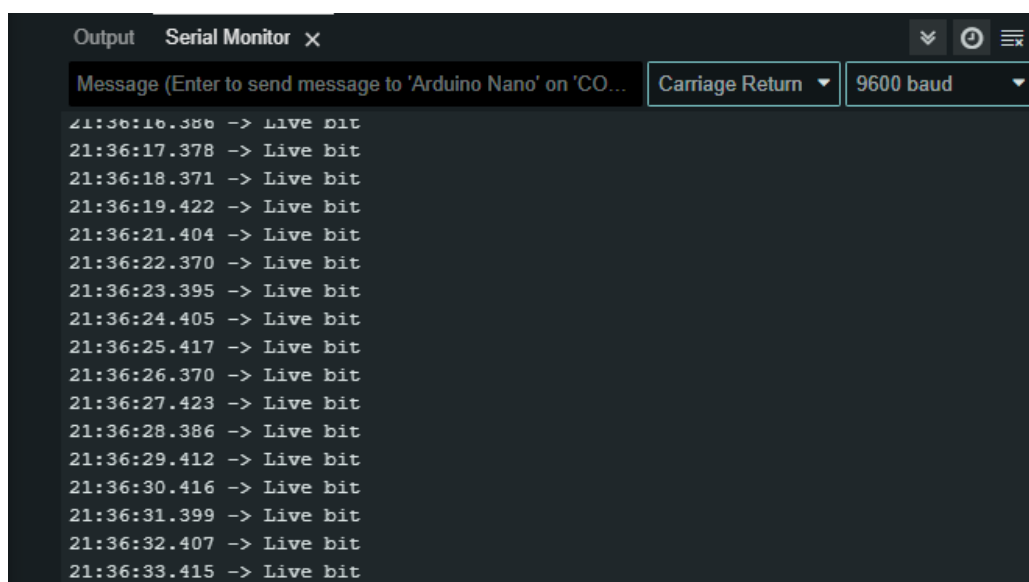 Output Serial Monitor
Message (Enter to send message to 'Arduino Nano' on 'CO... Carriage Return 9600 baud
21:36:16.386 -> Live bit
21:36:17.378 -> Live bit
21:36:18.371 -> Live bit
21:36:19.422 -> Live bit
21:36:21.404 -> Live bit
21:36:22.370 -> Live bit
21:36:23.395 -> Live bit
21:36:24.405 -> Live bit
21:36:25.417 -> Live bit
21:36:26.370 -> Live bit
21:36:27.423 -> Live bit
21:36:28.386 -> Live bit
21:36:29.412 -> Live bit
21:36:30.416 -> Live bit
21:36:31.399 -> Live bit
21:36:32.407 -> Live bit
21:36:33.415 -> Live bit